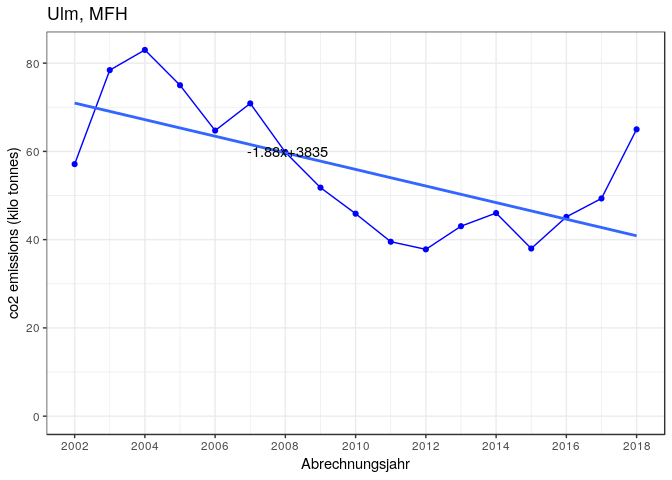 Ulm, MFH
80
60
40
20
0
co2 emissions (kilo tonnes)
-1.88x+3835
2002 2004 2006 2008 2010 2012 2014 2016 2018
Abrechnungsjahr